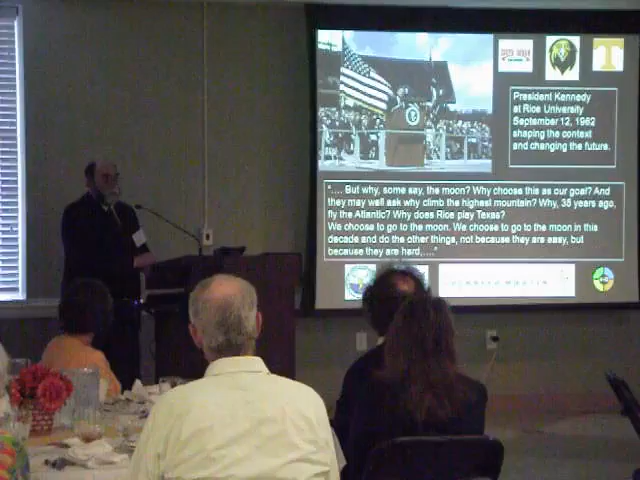 T
President Kennedy
at Rice University
September 12, 1962
shaping the context
and changing the future.
“.... But why, some say, the moon? Why choose this as our goal? And
they may well ask why climb the highest mountain? Why, 35 years ago,
fly the Atlantic? Why does Rice play Texas?
We choose to go to the moon. We choose to go to the moon in this
decade and do the other things, not because they are easy, but
because they are hard,....”